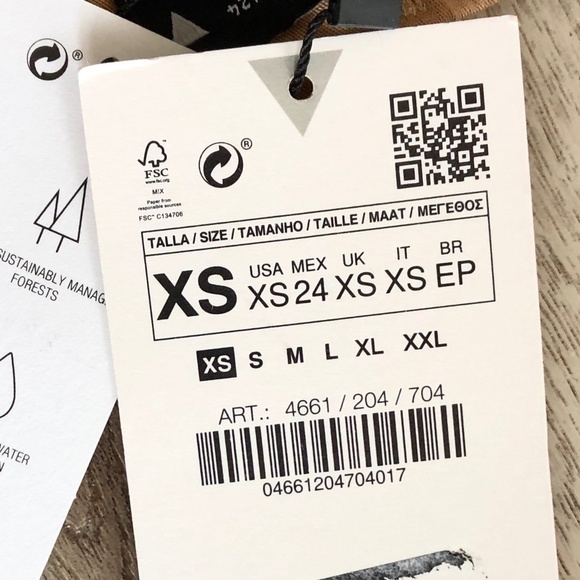 24
®
®
FSC
www.fsc.org
MIX
Paper from
responsible sources
FSC™ C134706
TALLA / SIZE / TAMANHO / TAILLE / MAAT / ΜΕΓΕΘΟΣ
XS
USA MEX UK IT BR
XS 24 XS XS EP
XS S M L XL XXL
ART.: 4661 / 204 / 704
04661204704017
SUSTAINABLY MANAG
FORESTS
WATER